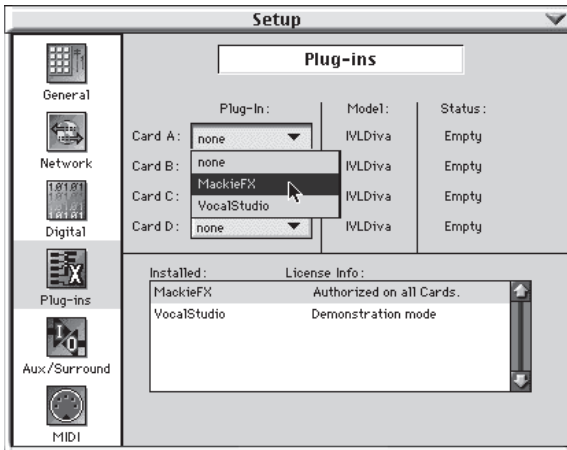 Setup
General
Network
10101
10101
Digital
Plug-ins
Aux/Surround
MIDI
Plug-ins
Plug-In: Model: Status:
Card A: none IVLDiva Empty
Card B: none IVLDiva Empty
Card C: MackieFX IVLDiva Empty
VocalStudio
Card D: none IVLDiva Empty
Installed: License Info:
MackieFX Authorized on all Cards.
VocalStudio Demonstration mode